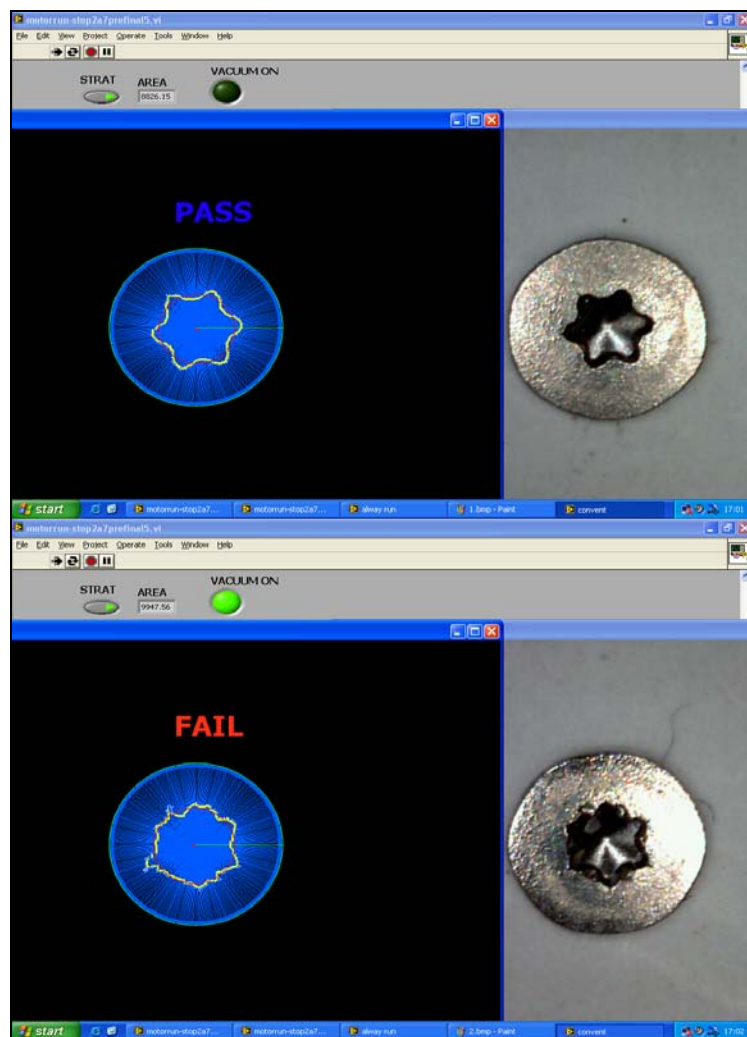 motorrun-stop2a7prefinal5.vi
File Edit View Project Operate Tools Window Help
STRAT AREA VACUUM ON
8826.15
PASS
start motorrun-stop2a7... motorrun-stop2a7... alway run 1.bmp - Paint convent 17:01
motorrun-stop2a7prefinal5.vi
File Edit View Project Operate Tools Window Help
STRAT AREA VACUUM ON
9947.56
FAIL
start motorrun-stop2a7... motorrun-stop2a7... alway run 2.bmp - Paint convent 17:02